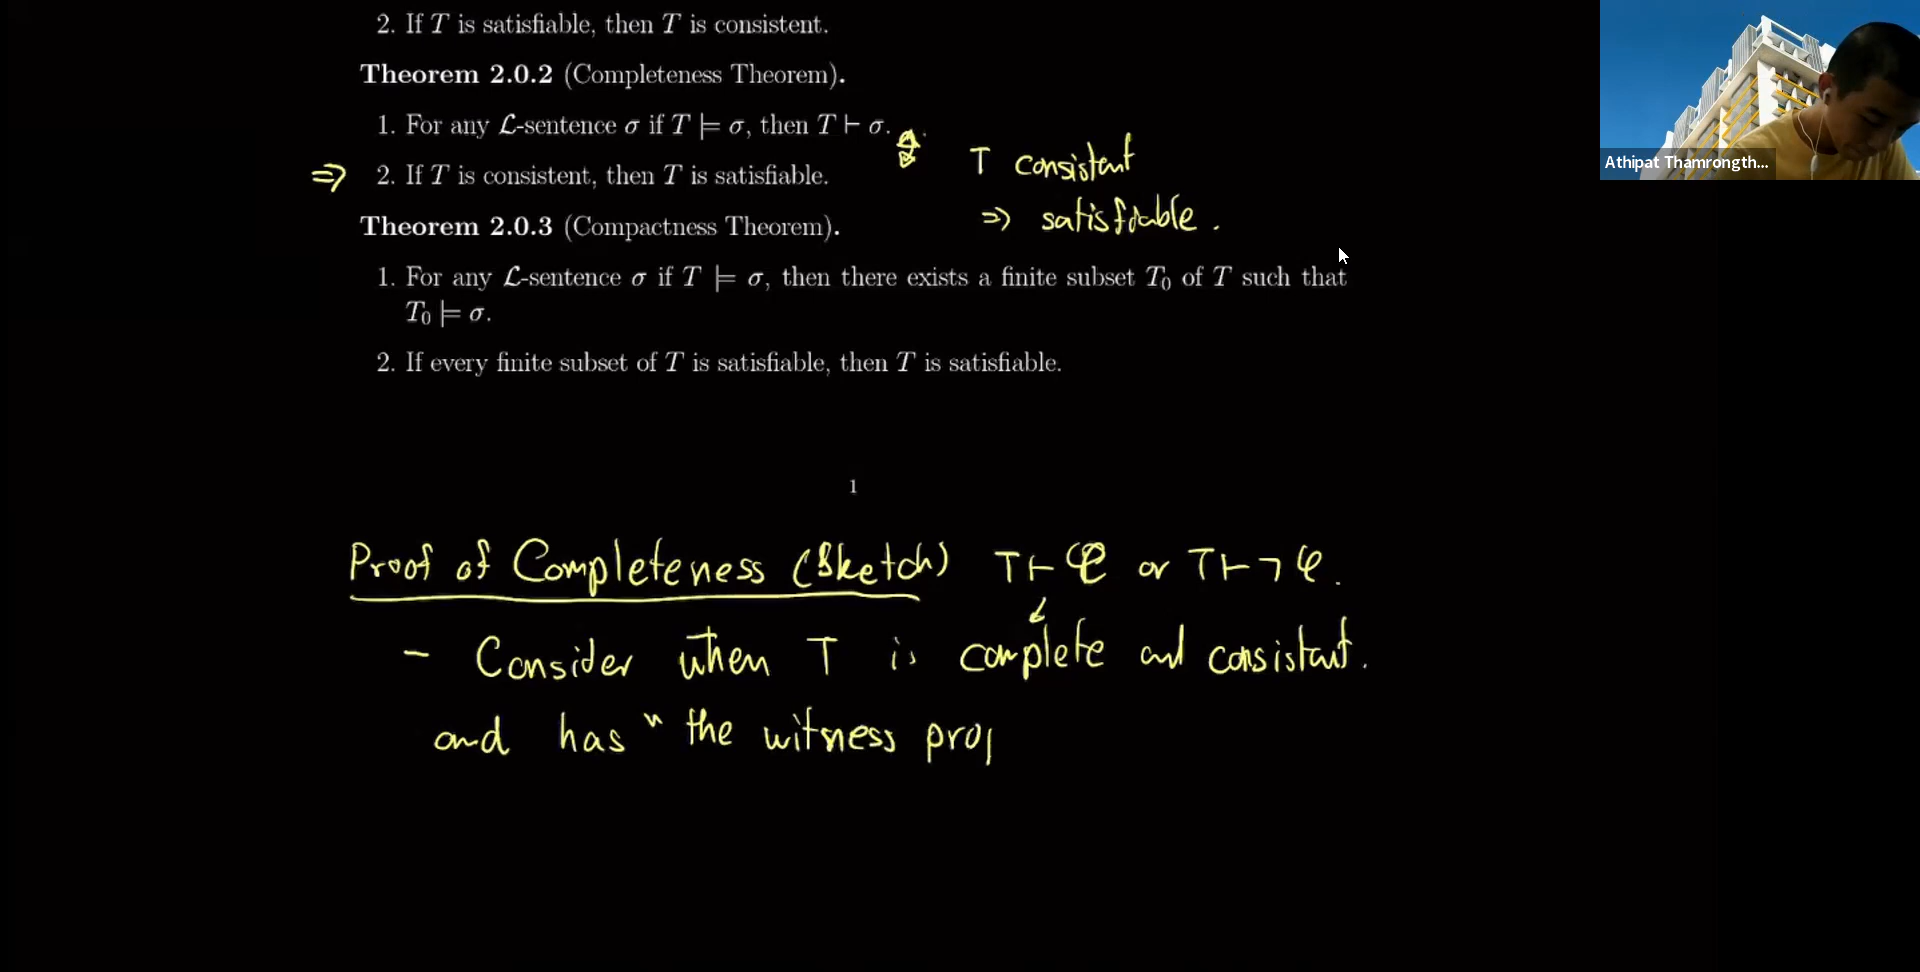 2. If T is satisfiable, then T is consistent.
Theorem 2.0.2 (Completeness Theorem).
1. For any ℒ-sentence σ if T ⊨ σ, then T ⊢ σ.
⇒ 2. If T is consistent, then T is satisfiable.
T consistent
⇒ satisfiable.
Theorem 2.0.3 (Compactness Theorem).
1. For any ℒ-sentence σ if T ⊨ σ, then there exists a finite subset T₀ of T such that
T₀ ⊨ σ.
2. If every finite subset of T is satisfiable, then T is satisfiable.
1
Proof of Completeness (Sketch) T ⊢ φ or T ⊢ ¬φ.
- Consider when T is complete and consistent.
and has " the witness prop
Athipat Thamrongth...